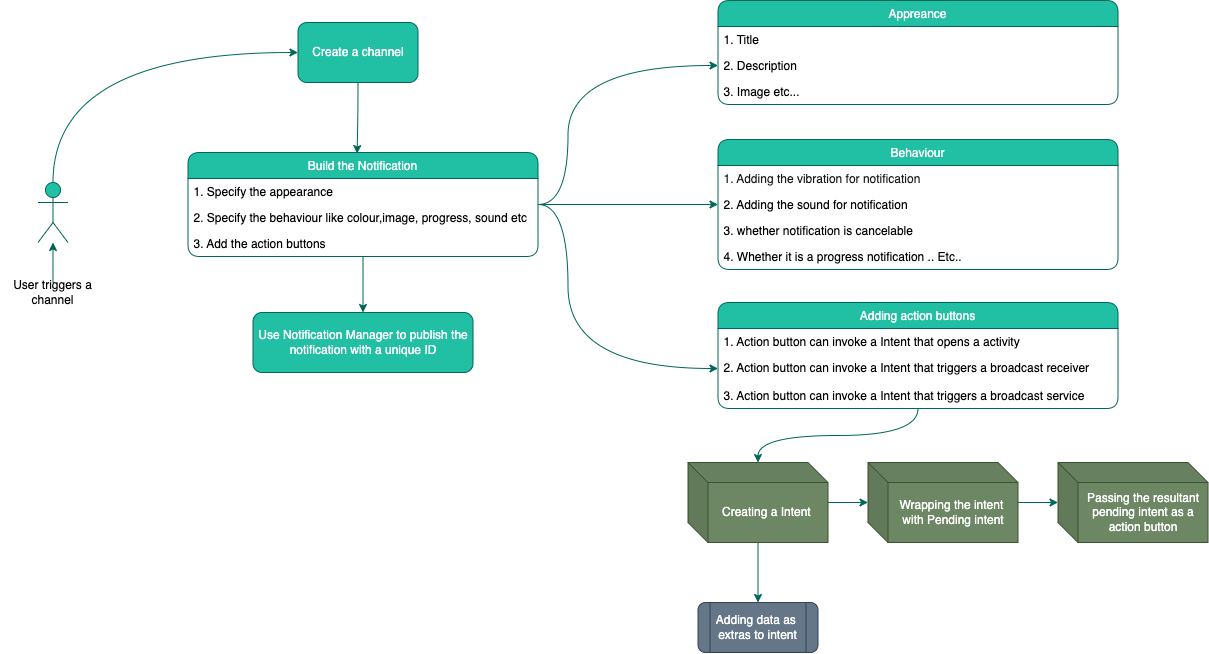 Create a channel
User triggers a
channel
Build the Notification
1. Specify the appearance
2. Specify the behaviour like colour,image, progress, sound etc
3. Add the action buttons
Use Notification Manager to publish the
notification with a unique ID
Appreance
1. Title
2. Description
3. Image etc...
Behaviour
1. Adding the vibration for notification
2. Adding the sound for notification
3. whether notification is cancelable
4. Whether it is a progress notification .. Etc..
Adding action buttons
1. Action button can invoke a Intent that opens a activity
2. Action button can invoke a Intent that triggers a broadcast receiver
3. Action button can invoke a Intent that triggers a broadcast service
Creating a Intent
Wrapping the intent
with Pending intent
Passing the resultant
pending intent as a
action button
Adding data as
extras to intent